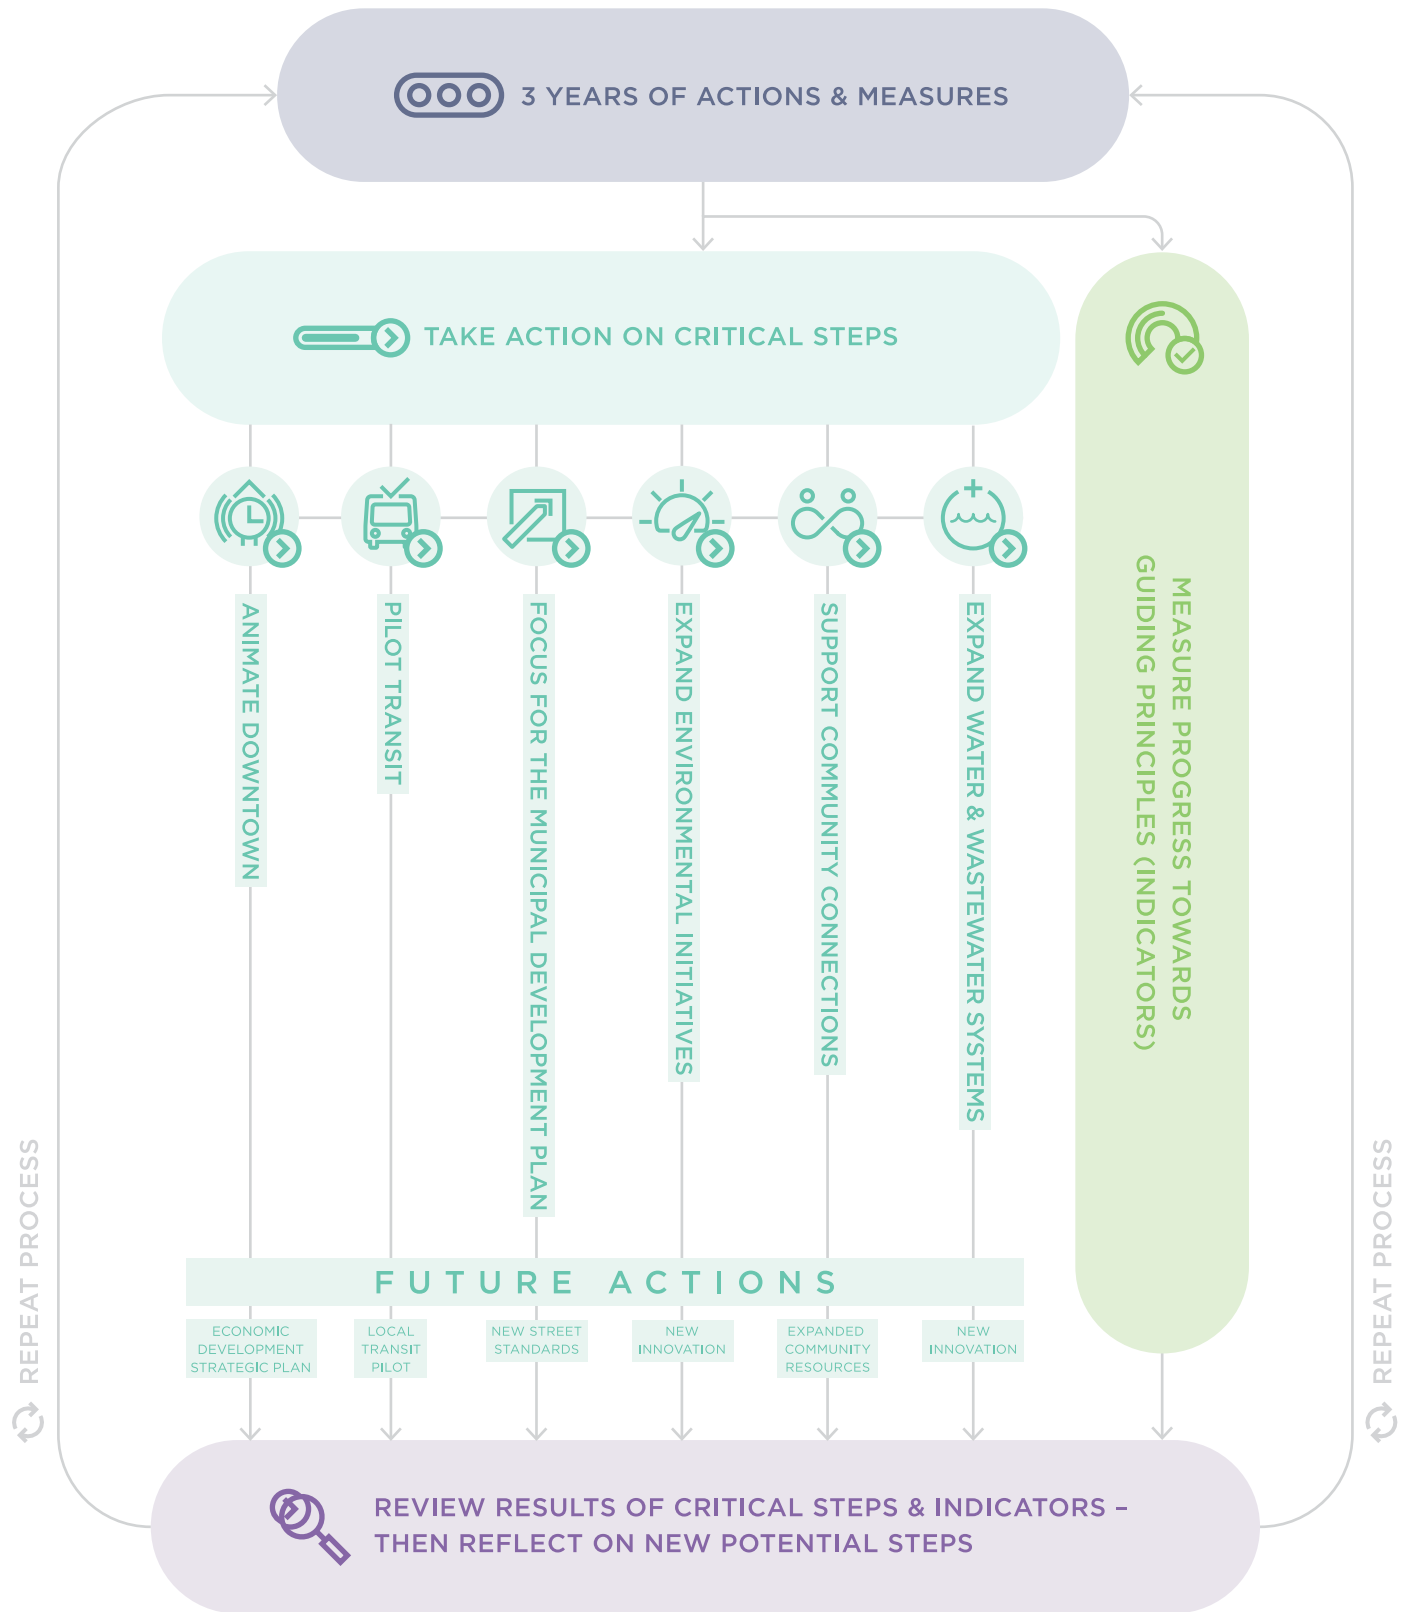 3 YEARS OF ACTIONS & MEASURES
TAKE ACTION ON CRITICAL STEPS
ANIMATE DOWNTOWN
PILOT TRANSIT
FOCUS FOR THE MUNICIPAL DEVELOPMENT PLAN
EXPAND ENVIRONMENTAL INITIATIVES
SUPPORT COMMUNITY CONNECTIONS
EXPAND WATER & WASTEWATER SYSTEMS
MEASURE PROGRESS TOWARDS
GUIDING PRINCIPLES (INDICATORS)
FUTURE ACTIONS
ECONOMIC
DEVELOPMENT
STRATEGIC PLAN
LOCAL
TRANSIT
PILOT
NEW STREET
STANDARDS
NEW
INNOVATION
EXPANDED
COMMUNITY
RESOURCES
NEW
INNOVATION
REPEAT PROCESS
REPEAT PROCESS
REVIEW RESULTS OF CRITICAL STEPS & INDICATORS –
THEN REFLECT ON NEW POTENTIAL STEPS